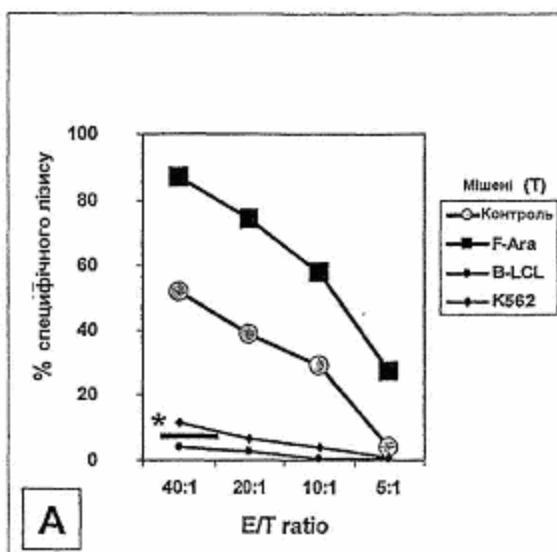 100
80
60
40
20
0
% специфічного лізису
*
40:1 20:1 10:1 5:1
E/T ratio
A
Мішені (T)
Контроль
F-Ara
B-LCL
K562